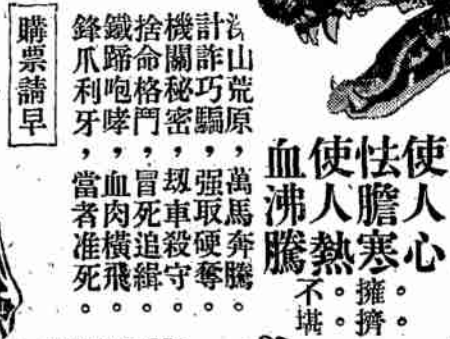 使人心
怯膽寒
使人熱
血沸騰
擁擠
不堪
山荒原，萬馬奔騰。
計詐巧騙，强取硬奪。
機關秘密，刼車殺守。
捨命格鬥，冒死追緝。
鐵蹄咆哮，血肉橫飛。
鋒爪利牙，當者准死。
購票請早